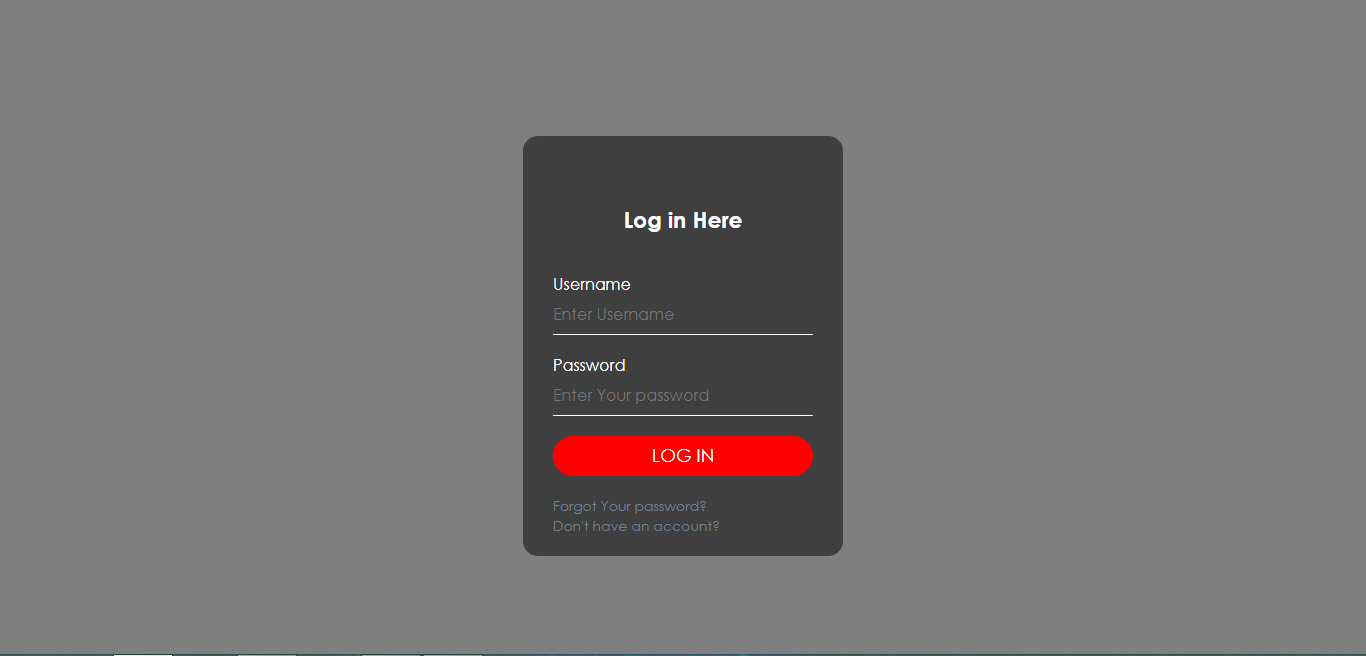 Log in Here
Username
Enter Username
Password
Enter Your password
LOG IN
Forgot Your password?
Don't have an account?